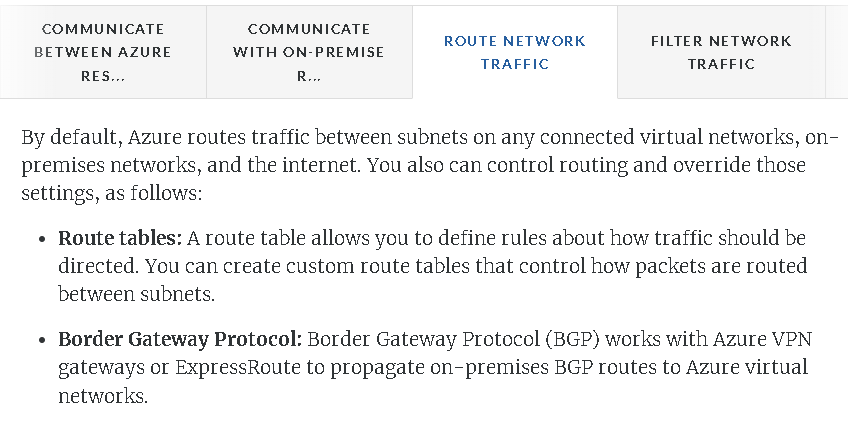 COMMUNICATE
BETWEEN AZURE
RES...
COMMUNICATE
WITH ON-PREMISE
R...
ROUTE NETWORK
TRAFFIC
FILTER NETWORK
TRAFFIC
By default, Azure routes traffic between subnets on any connected virtual networks, on-
premises networks, and the internet. You also can control routing and override those
settings, as follows:
• Route tables: A route table allows you to define rules about how traffic should be
directed. You can create custom route tables that control how packets are routed
between subnets.
• Border Gateway Protocol: Border Gateway Protocol (BGP) works with Azure VPN
gateways or ExpressRoute to propagate on-premises BGP routes to Azure virtual
networks.